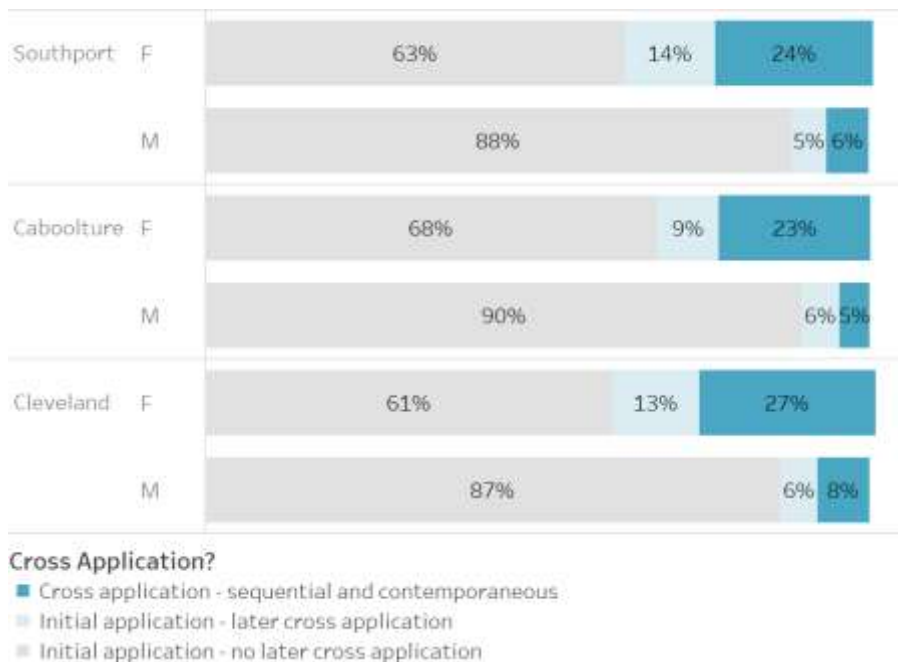 Southport F 63% 14% 24%
M 88% 5% 6%
Caboolture F 68% 9% 23%
M 90% 6% 5%
Cleveland F 61% 13% 27%
M 87% 6% 8%
Cross Application?
Cross application - sequential and contemporaneous
Initial application - later cross application
Initial application - no later cross application